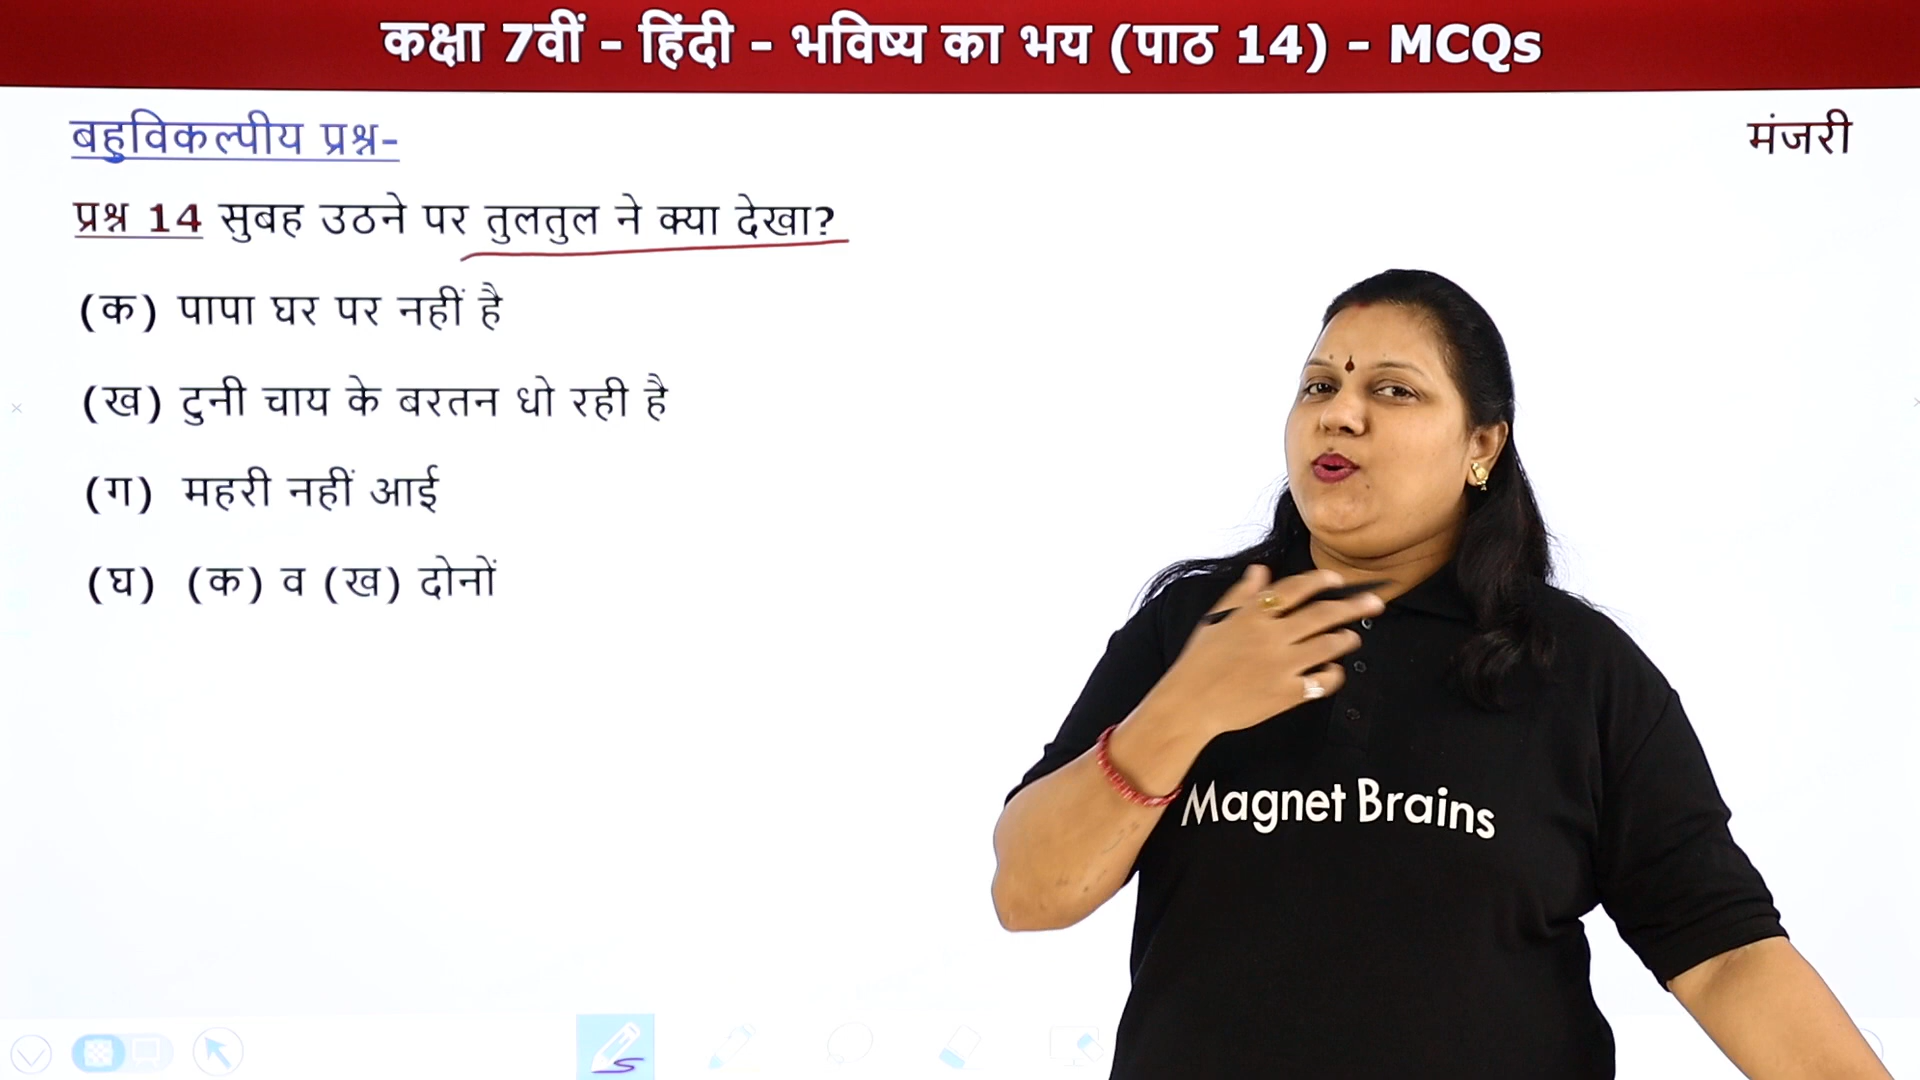 कक्षा 7वीं - हिंदी - भविष्य का भय (पाठ 14) - MCQs
बहुविकल्पीय प्रश्न-
मंजरी
प्रश्न 14 सुबह उठने पर तुलतुल ने क्या देखा?
(क) पापा घर पर नहीं है
(ख) टुनी चाय के बरतन धो रही है
(ग) महरी नहीं आई
(घ) (क) व (ख) दोनों
Magnet Brains